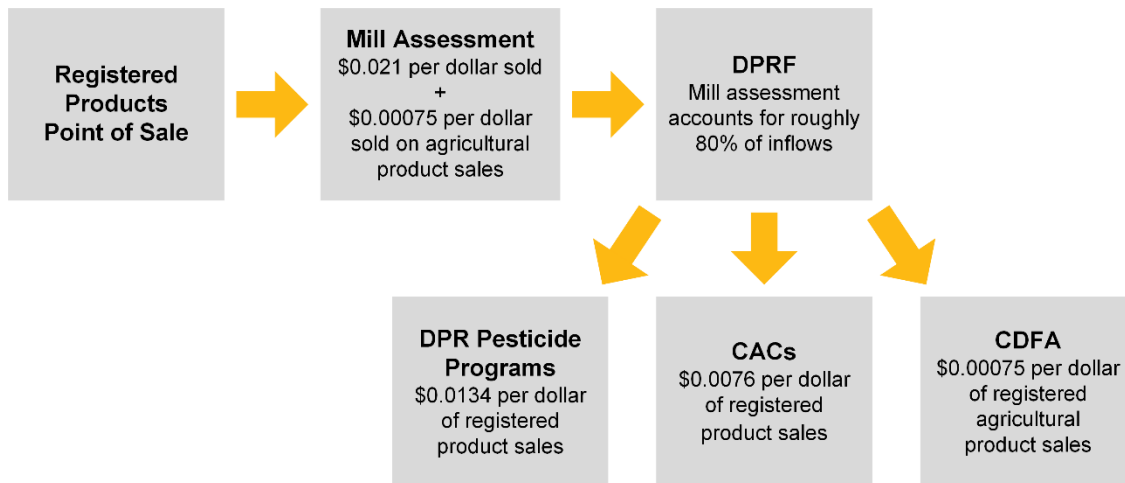 Registered
Products
Point of Sale
Mill Assessment
$0.021 per dollar sold
+
$0.00075 per dollar
sold on agricultural
product sales
DPRF
Mill assessment
accounts for roughly
80% of inflows
DPR Pesticide
Programs
$0.0134 per dollar
of registered
product sales
CACs
$0.0076 per dollar
of registered
product sales
CDFA
$0.00075 per dollar
of registered
agricultural
product sales